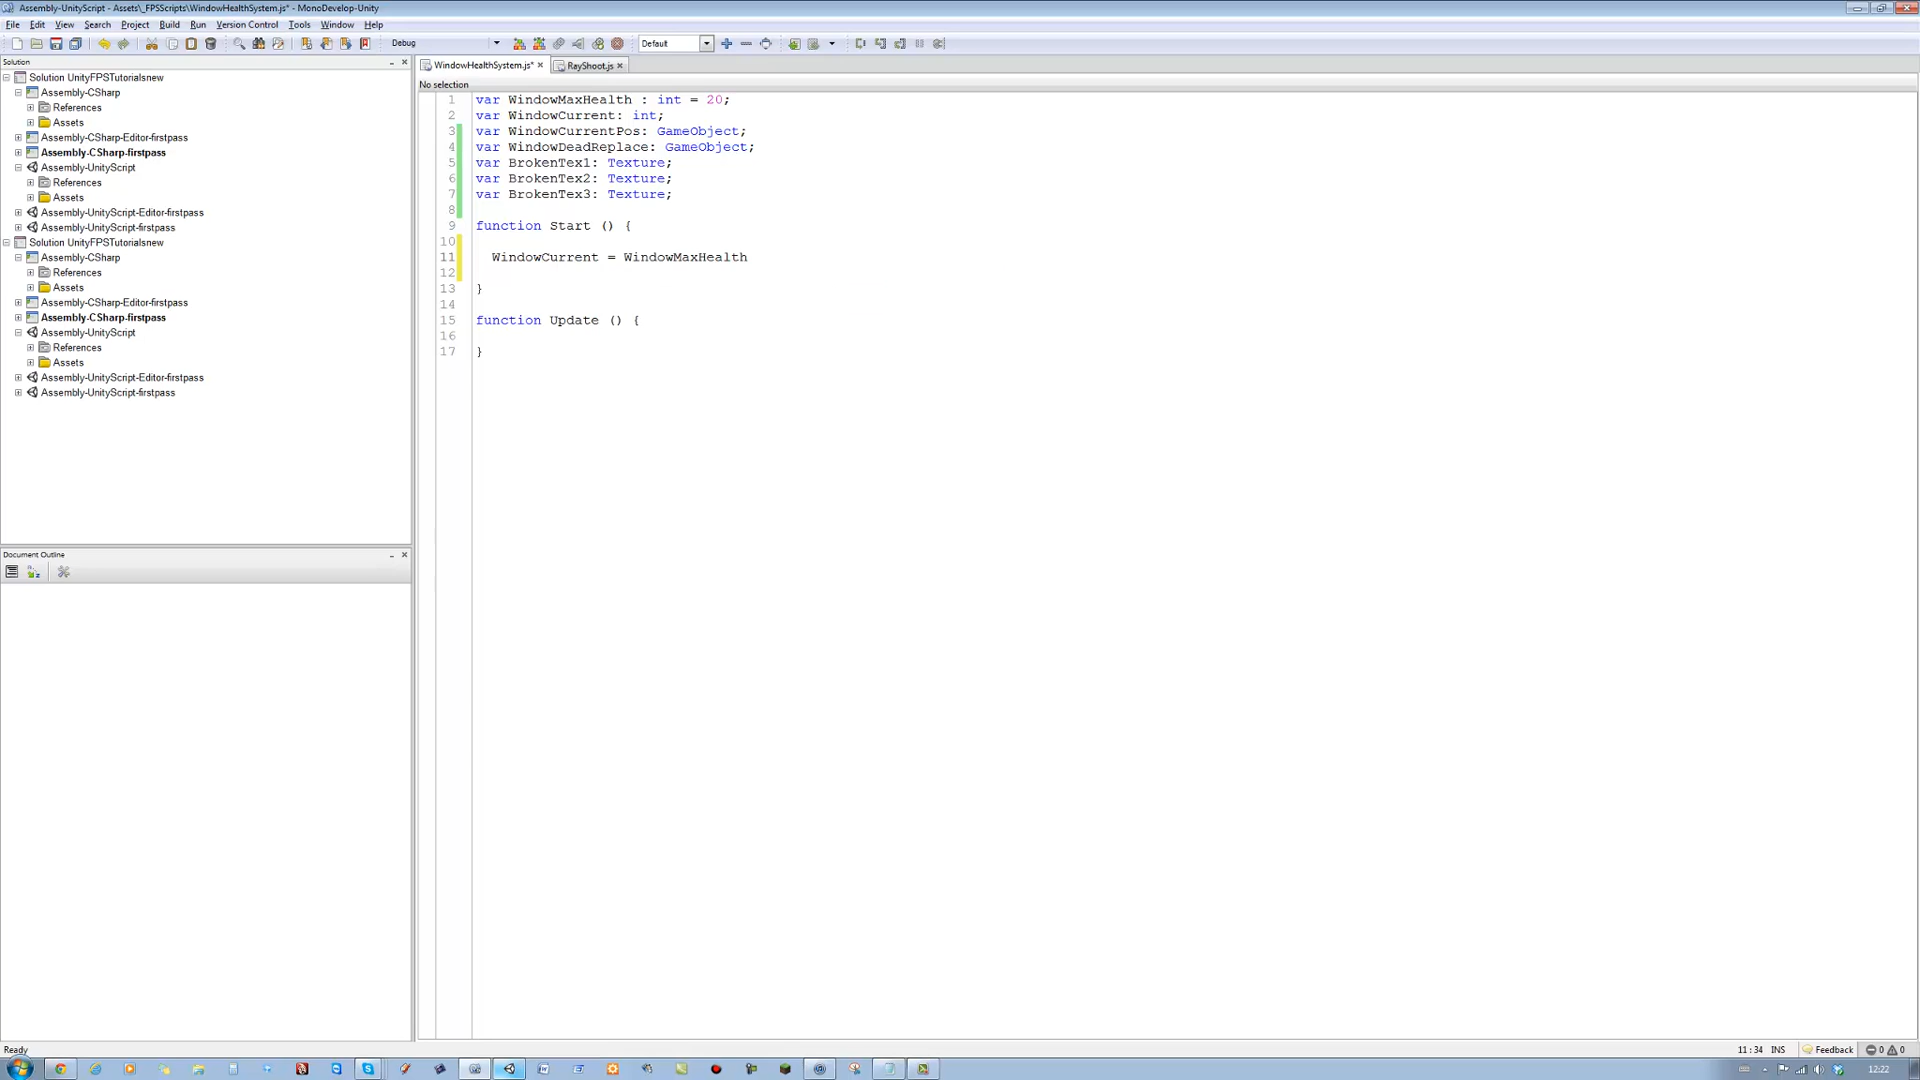 Assembly-UnityScript - Assets\_FPSScripts\WindowHealthSystem.js* - MonoDevelop-Unity
File Edit View Search Project Build Run Version Control Tools Window Help
Debug Default
Solution
Solution UnityFPSTutorialsnew
Assembly-CSharp
References
Assets
Assembly-CSharp-Editor-firstpass
Assembly-CSharp-firstpass
Assembly-UnityScript
References
Assets
Assembly-UnityScript-Editor-firstpass
Assembly-UnityScript-firstpass
Solution UnityFPSTutorialsnew
Assembly-CSharp
References
Assets
Assembly-CSharp-Editor-firstpass
Assembly-CSharp-firstpass
Assembly-UnityScript
References
Assets
Assembly-UnityScript-Editor-firstpass
Assembly-UnityScript-firstpass
Document Outline
WindowHealthSystem.js* RayShoot.js
No selection
1 var WindowMaxHealth : int = 20;
2 var WindowCurrent: int;
3 var WindowCurrentPos: GameObject;
4 var WindowDeadReplace: GameObject;
5 var BrokenTex1: Texture;
6 var BrokenTex2: Texture;
7 var BrokenTex3: Texture;
8
9 function Start () {
10
11 WindowCurrent = WindowMaxHealth
12
13 }
14
15 function Update () {
16
17 }
Ready 11 : 34 INS Feedback 0 0
12:22